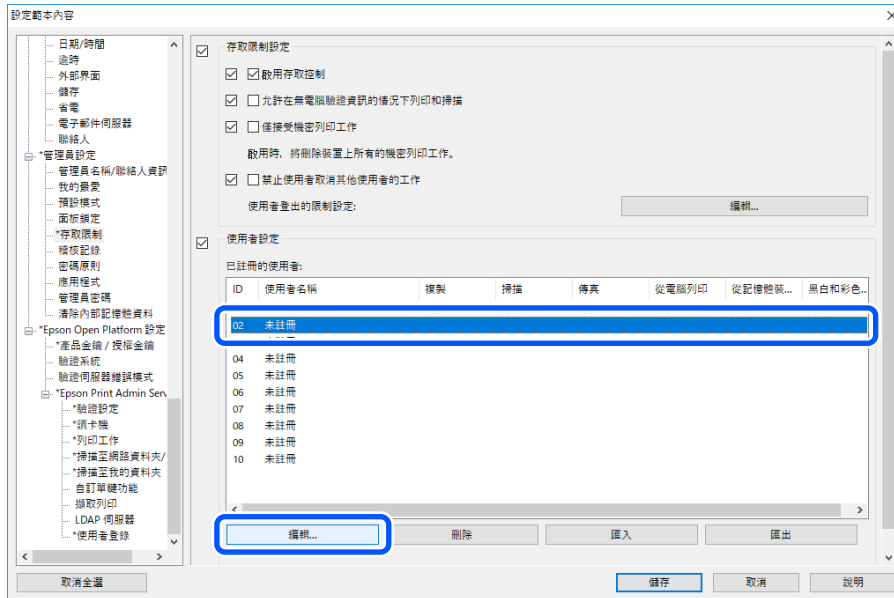 設定範本內容
日期/時間
逾時
外部界面
儲存
省電
電子郵件伺服器
聯絡人
*管理員設定
管理員名稱/聯絡人資訊
我的最愛
預設模式
面板鎖定
*存取限制
稽核記錄
密碼原則
應用程式
管理員密碼
清除內部記憶體資料
*Epson Open Platform 設定
*產品金鑰 / 授權金鑰
驗證系統
驗證伺服器錯誤模式
*Epson Print Admin Serv
*驗證設定
*讀卡機
*列印工作
*掃描至網路資料夾/
*掃描至我的資料夾
自訂單鍵功能
擷取列印
LDAP 伺服器
*使用者登錄
取消全選
存取限制設定
啟用存取控制
允許在無電腦驗證資訊的情況下列印和掃描
僅接受機密列印工作
啟用時，將刪除裝置上所有的機密列印工作。
禁止使用者取消其他使用者的工作
使用者登出的限制設定: 編輯...
使用者設定
已註冊的使用者:
ID 使用者名稱 複製 掃描 傳真 從電腦列印 從記憶體裝... 黑白和彩色..
02 未註冊
04 未註冊
05 未註冊
06 未註冊
07 未註冊
08 未註冊
09 未註冊
10 未註冊
編輯... 刪除 匯入 匯出
儲存 取消 說明